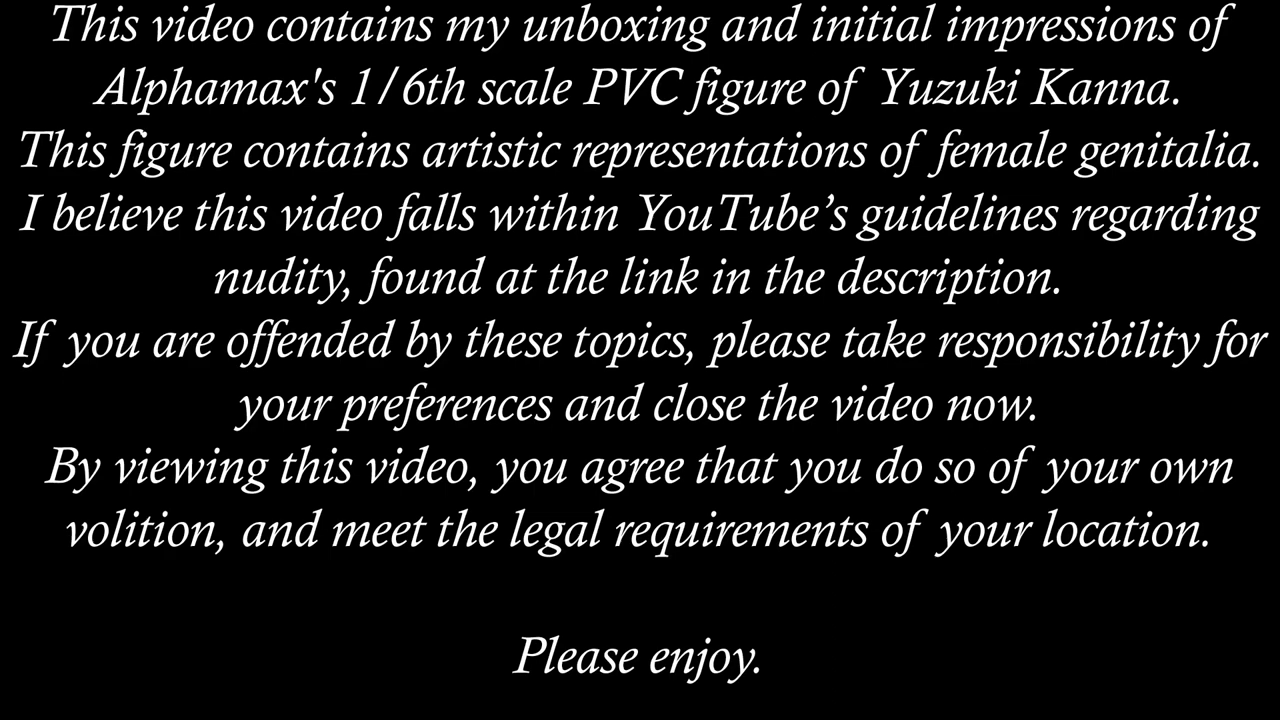 This video contains my unboxing and initial impressions of
Alphamax's 1/6th scale PVC figure of Yuzuki Kanna.
This figure contains artistic representations of female genitalia.
I believe this video falls within YouTube’s guidelines regarding
nudity, found at the link in the description.
If you are offended by these topics, please take responsibility for
your preferences and close the video now.
By viewing this video, you agree that you do so of your own
volition, and meet the legal requirements of your location.
Please enjoy.